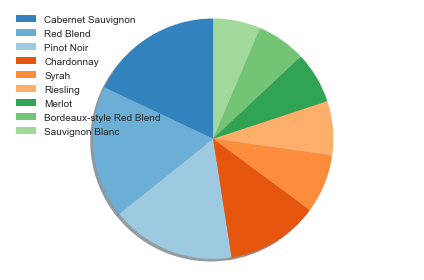 Cabernet Sauvignon
Red Blend
Pinot Noir
Chardonnay
Syrah
Riesling
Merlot
Bordeaux-style Red Blend
Sauvignon Blanc